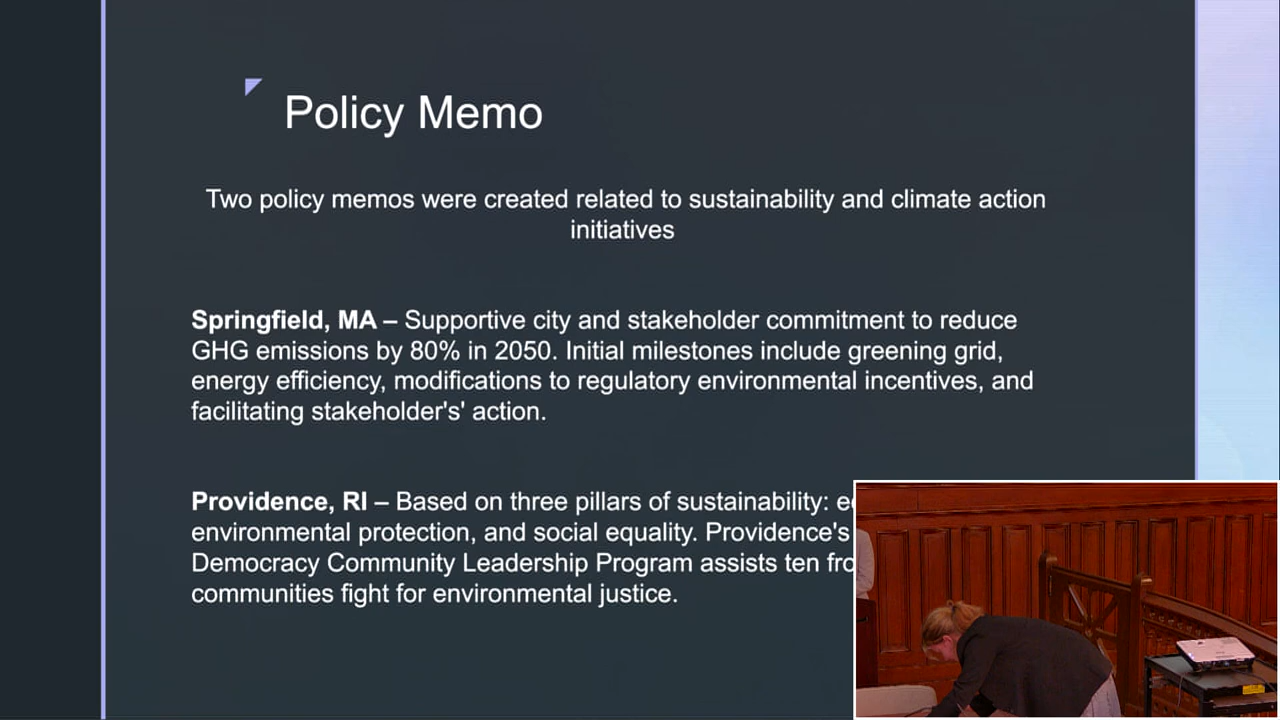 Policy Memo
Two policy memos were created related to sustainability and climate action
initiatives
Springfield, MA – Supportive city and stakeholder commitment to reduce
GHG emissions by 80% in 2050. Initial milestones include greening grid,
energy efficiency, modifications to regulatory environmental incentives, and
facilitating stakeholder's' action.
Providence, RI – Based on three pillars of sustainability:
environmental protection, and social equality. Providence's
Democracy Community Leadership Program assists ten
communities fight for environmental justice.